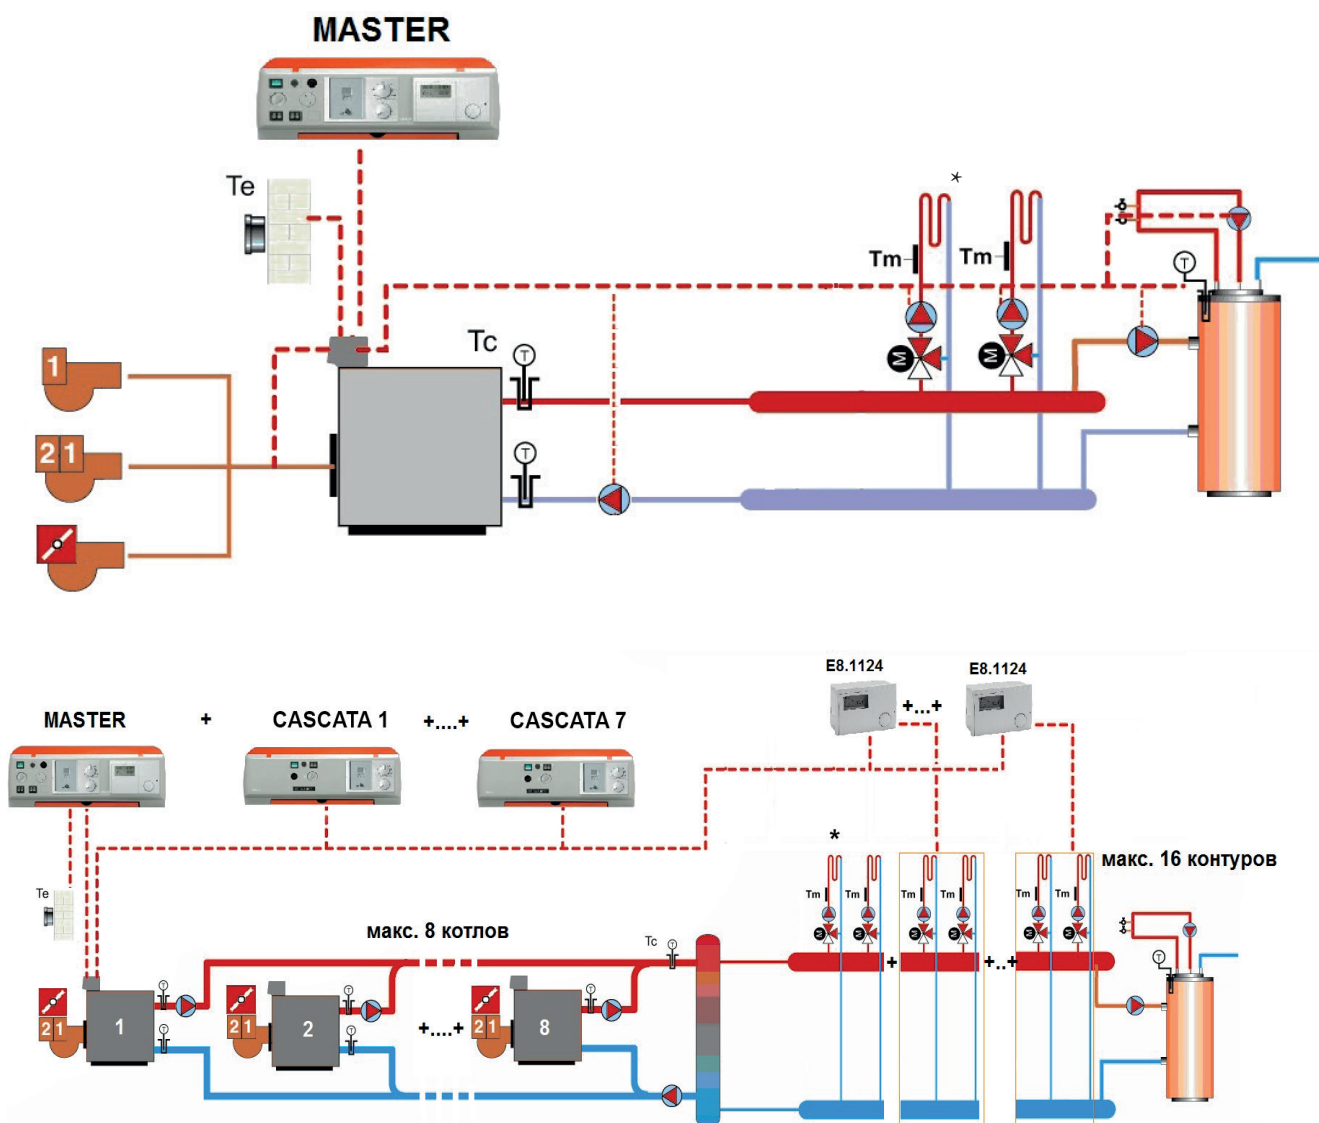 MASTER
Te
*
Tm
Tm
T
1
Tc
T
M
M
2 1
T
E8.1124
E8.1124
+...+
MASTER + CASCATA 1 +....+ CASCATA 7
*
макс. 16 контуров
Te
Tm
Tm
Tm
Tm
Tm
Tm
макс. 8 котлов
Tc
T
M
M
M
M
M
M
+
+..+
T
T
T
T
2 1
1
2 1
2
+....+
2 1
8
T
T